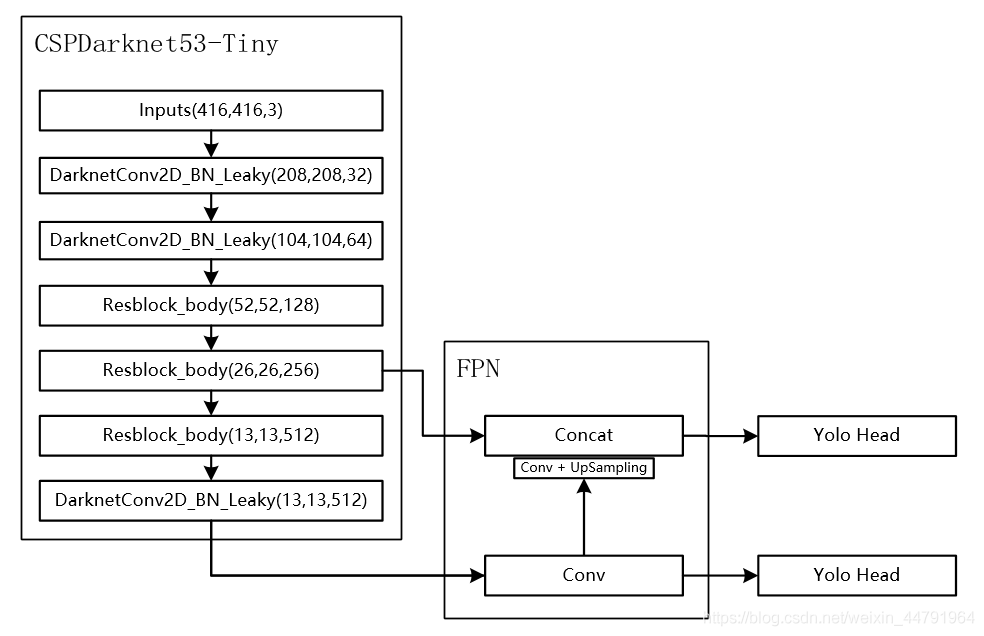 CSPDarknet53-Tiny
Inputs(416,416,3)
DarknetConv2D_BN_Leaky(208,208,32)
DarknetConv2D_BN_Leaky(104,104,64)
Resblock_body(52,52,128)
Resblock_body(26,26,256)
Resblock_body(13,13,512)
DarknetConv2D_BN_Leaky(13,13,512)
FPN
Concat
Conv + UpSampling
Conv
Yolo Head
Yolo Head
https://blog.csdn.net/weixin_44791964